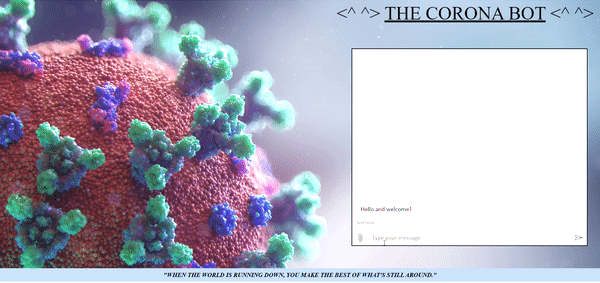 <^ ^> THE CORONA BOT <^ ^>
Hello and welcome!
Just now
Type your message
"WHEN THE WORLD IS RUNNING DOWN, YOU MAKE THE BEST OF WHAT'S STILL AROUND."